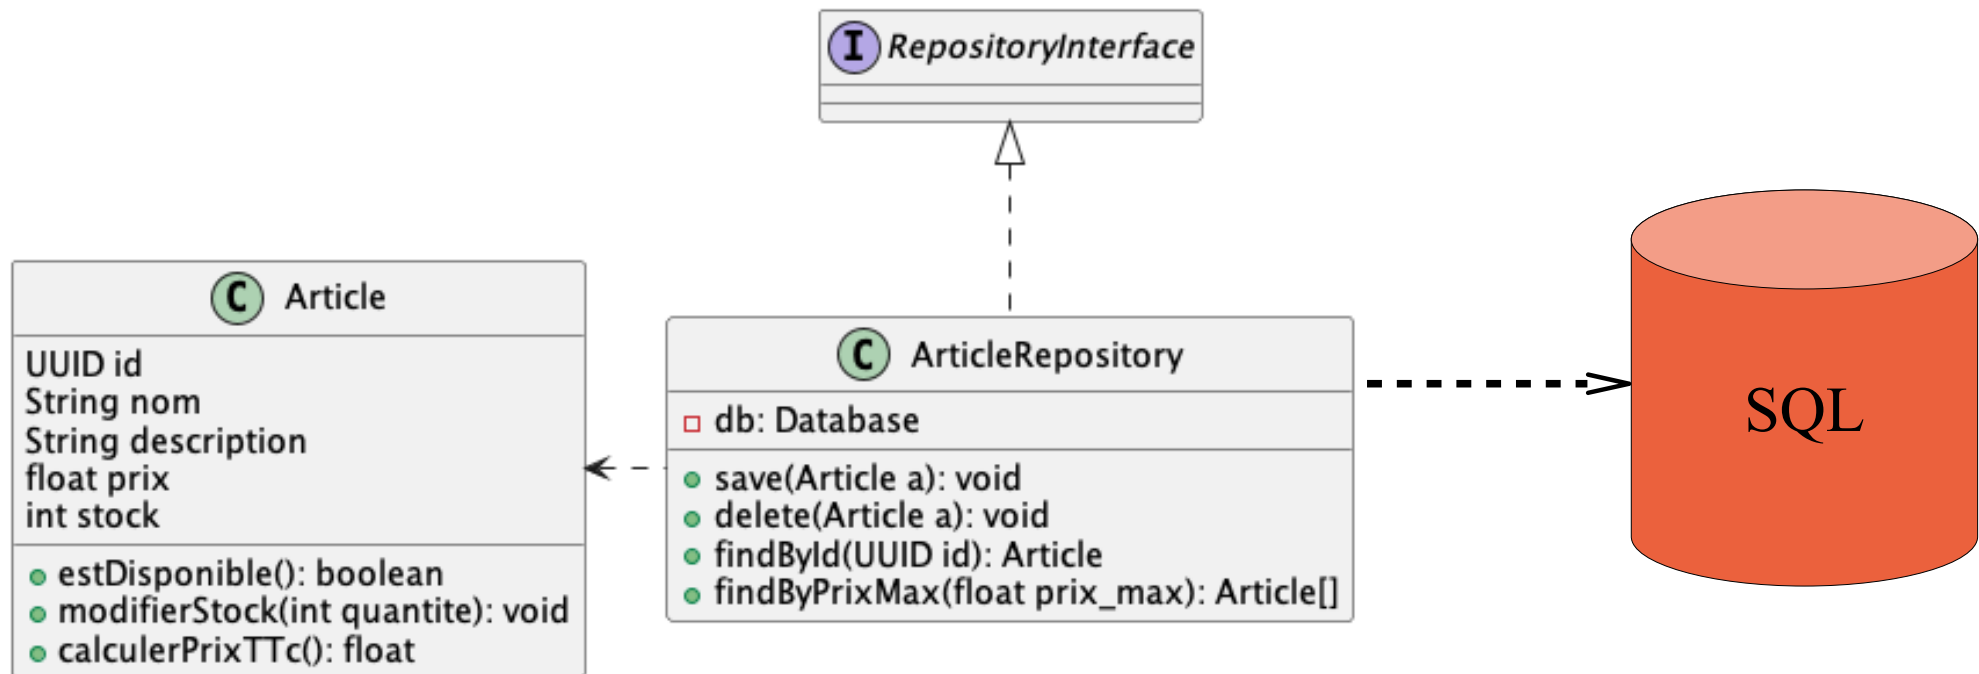 I RepositoryInterface
C Article
UUID id
String nom
String description
float prix
int stock
estDisponible(): boolean
modifierStock(int quantite): void
calculerPrixTTc(): float
C ArticleRepository
db: Database
save(Article a): void
delete(Article a): void
findById(UUID id): Article
findByPrixMax(float prix_max): Article[]
SQL